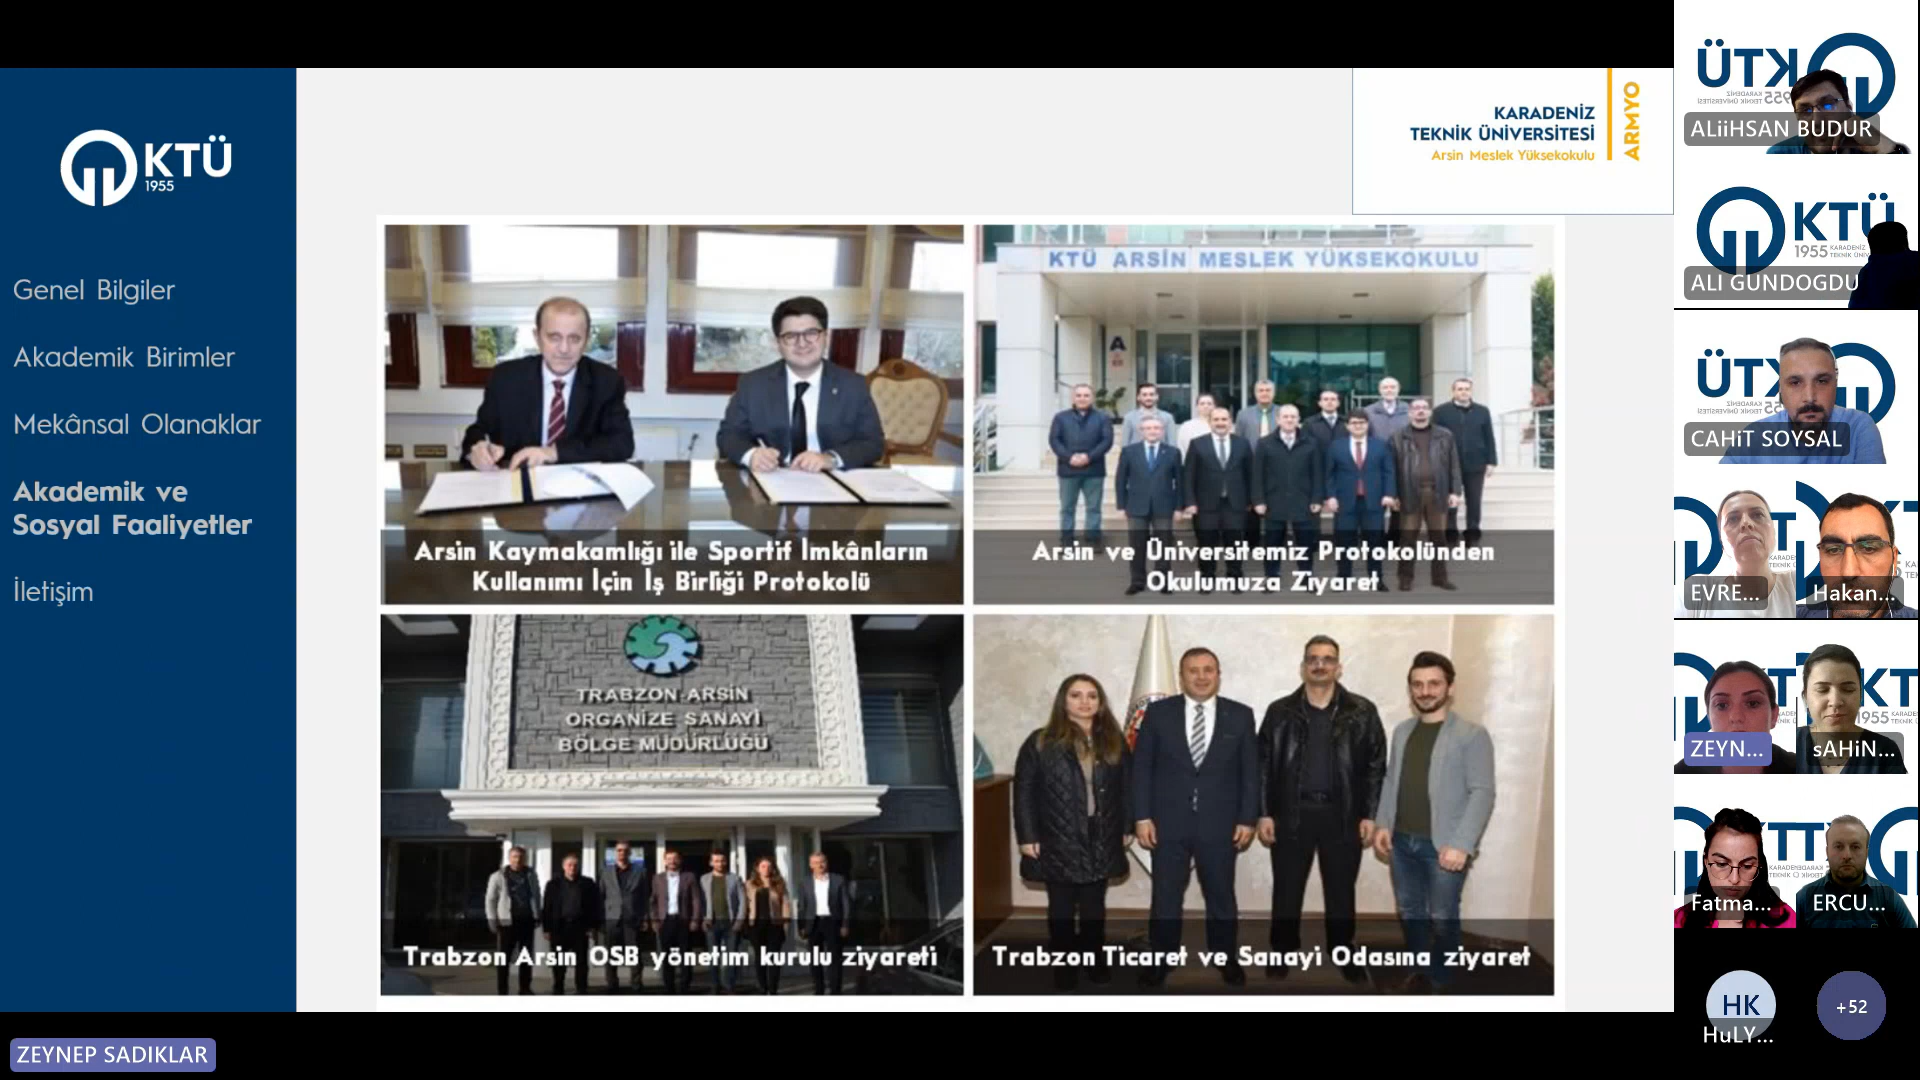 KTÜ
1955
Genel Bilgiler
Akademik Birimler
Mekânsal Olanaklar
Akademik ve
Sosyal Faaliyetler
İletişim
KARADENİZ
TEKNİK ÜNİVERSİTESİ
Arsin Meslek Yüksekokulu
ARMYO
KTÜ ARSİN MESLEK YÜKSEKOKULU
A
Arsin Kaymakamlığı ile Sportif İmkânların
Kullanımı İçin İş Birliği Protokolü
Arsin ve Üniversitemiz Protokolünden
Okulumuza Ziyaret
TRABZON-ARSİN
ORGANİZE SANAYİ
BÖLGE MÜDÜRLÜĞÜ
Trabzon Arsin OSB yönetim kurulu ziyareti
Trabzon Ticaret ve Sanayi Odasına ziyaret
ZEYNEP SADIKLAR
KTÜ
ALiiHSAN BUDUR
KTÜ
1955
ALI GUNDOGDU
KTÜ
CAHiT SOYSAL
EVRE...
Hakan...
ZEYN...
sAHiN...
1955
Fatma...
ERCU...
HK
HuLY...
+52